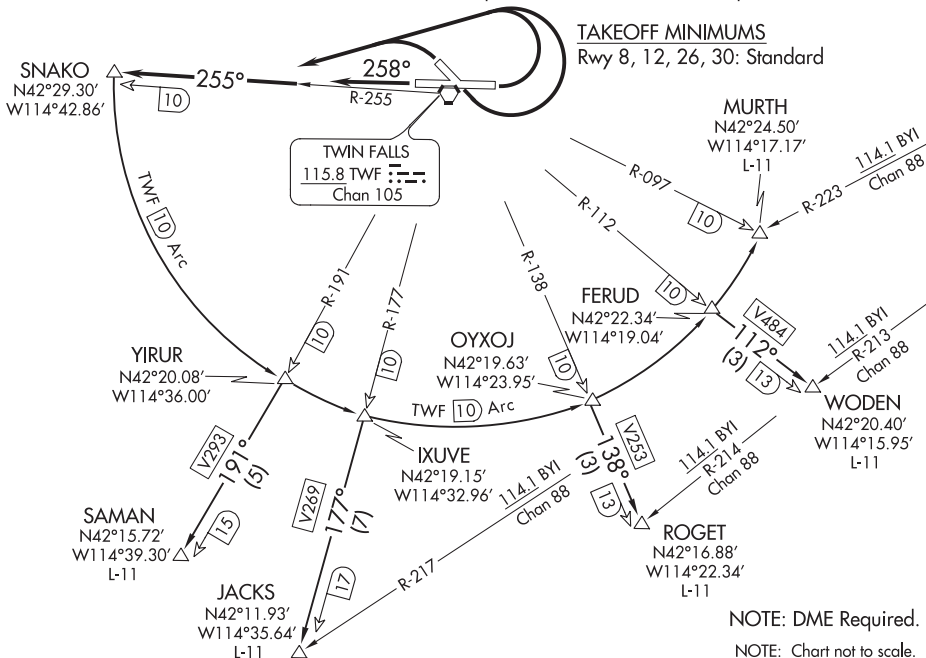 TAKEOFF MINIMUMS
Rwy 8, 12, 26, 30: Standard
SNAKO
N42°29.30′
W114°42.86′
10
255°
258°
R-255
TWIN FALLS
115.8 TWF
Chan 105
MURTH
N42°24.50′
W114°17.17′
L-11
114.1 BYI
R-223
Chan 88
R-097
10
R-112
10
TWF 10 Arc
R-191
10
R-177
10
R-138
10
FERUD
N42°22.34′
W114°19.04′
V484
112°
(3)
13
114.1 BYI
R-213
Chan 88
WODEN
N42°20.40′
W114°15.95′
L-11
YIRUR
N42°20.08′
W114°36.00′
OYXOJ
N42°19.63′
W114°23.95′
TWF 10 Arc
IXUVE
N42°19.15′
W114°32.96′
V293
191°
(5)
15
SAMAN
N42°15.72′
W114°39.30′
L-11
V269
177°
(7)
17
JACKS
N42°11.93′
W114°35.64′
L-11
114.1 BYI
Chan 88
R-217
V253
138°
(3)
13
114.1 BYI
R-214
Chan 88
ROGET
N42°16.88′
W114°22.34′
L-11
NOTE: DME Required.
NOTE: Chart not to scale.